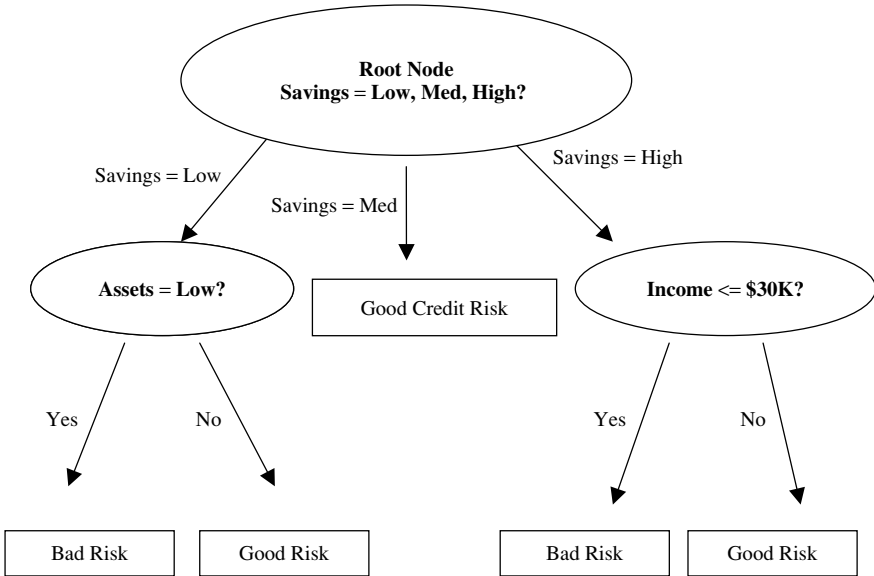 Root Node
Savings = Low, Med, High?
Savings = Low
Savings = Med
Savings = High
Assets = Low?
Good Credit Risk
Income <= $30K?
Yes
No
Yes
No
Bad Risk
Good Risk
Bad Risk
Good Risk